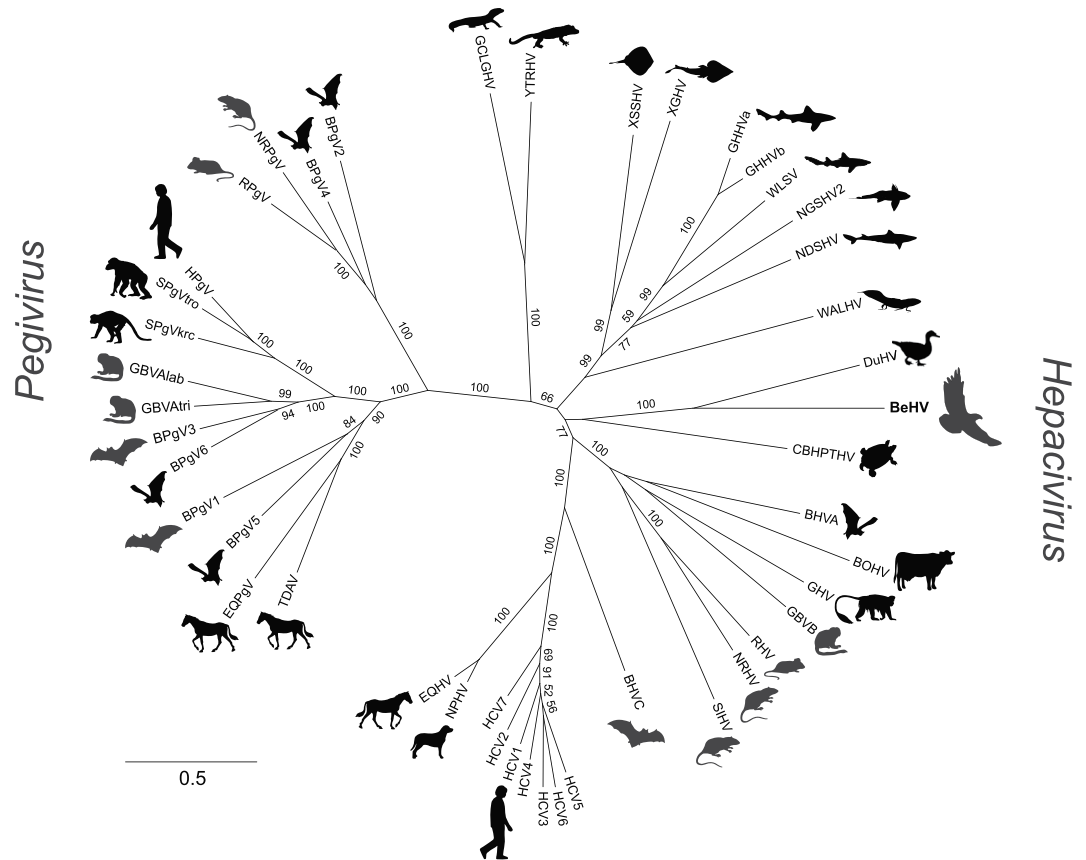 GCLGHV
YTRHV
XSSHV
XGHV
GHHVa
GHHVb
WLSV
NGSHV2
NDSHV
WALHV
DuHV
BeHV
CBHPTHV
BHVA
BOHV
GHV
GBVB
RHV
NRHV
SIHV
BHVC
HCV5
HCV6
HCV3
HCV4
HCV1
HCV2
HCV7
NPHV
EQHV
TDAV
EQPgV
BPgV5
BPgV1
BPgV6
BPgV3
GBVAtri
GBVAlab
SPgVkrc
SPgVtro
HPgV
RPgV
NRPgV
BPgV4
BPgV2
Pegivirus
Hepacivirus
100
100
100
99
100
99
59
77
99
66
100
77
100
100
100
100
100
100
69
91
52
56
100
100
100
100
100
99
94
100
84
90
100
100
0.5